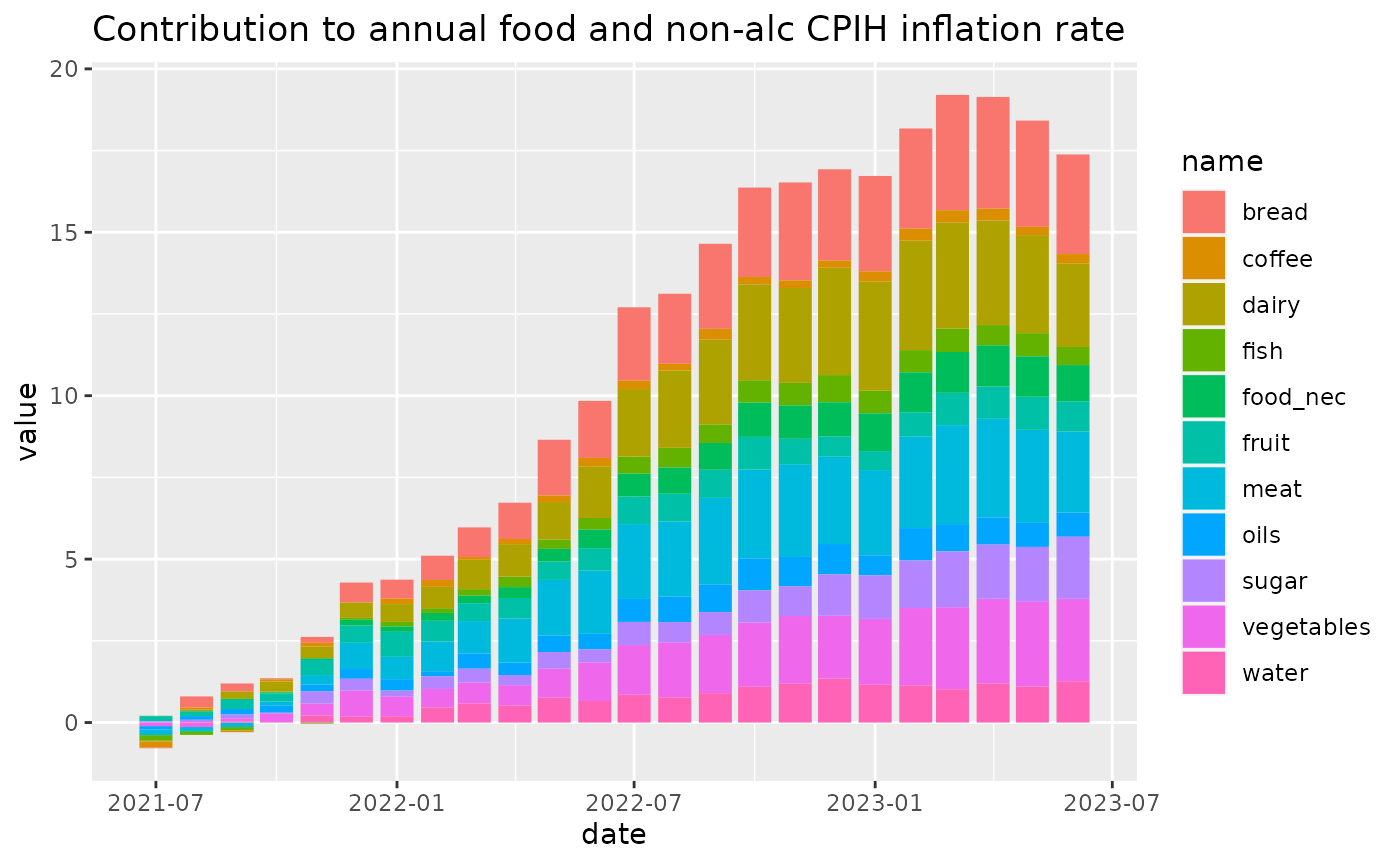 Contribution to annual food and non-alc CPIH inflation rate
20
15
10
5
0
value
2021-07
2022-01
2022-07
2023-01
2023-07
date
name
bread
coffee
dairy
fish
food_nec
fruit
meat
oils
sugar
vegetables
water